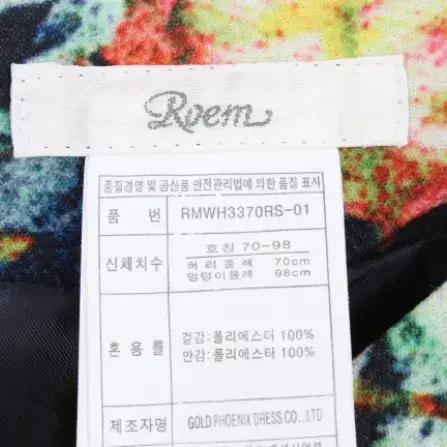 Roem
품질경영 및 공산품 안전관리법에 의한 품질 표시
품 번 RMWH3370RS-01
신체치수 호칭 70-98
허리둘레 70cm
엉덩이둘레 98cm
혼용률 겉감: 폴리에스터 100%
안감: 폴리에스터 100%
제조자명 GOLD PHOENIX DRESS CO., LTD